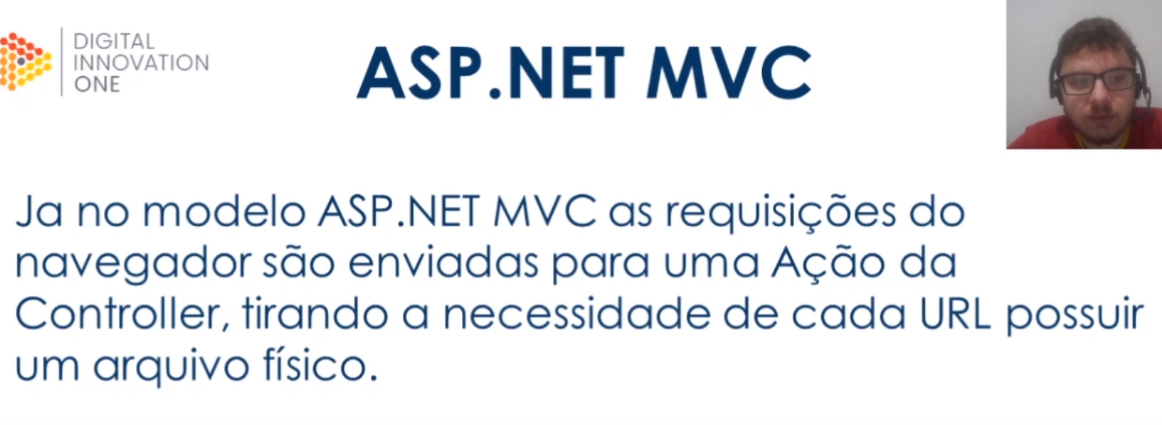 DIGITAL
INNOVATION
ONE
ASP.NET MVC
Ja no modelo ASP.NET MVC as requisições do
navegador são enviadas para uma Ação da
Controller, tirando a necessidade de cada URL possuir
um arquivo físico.